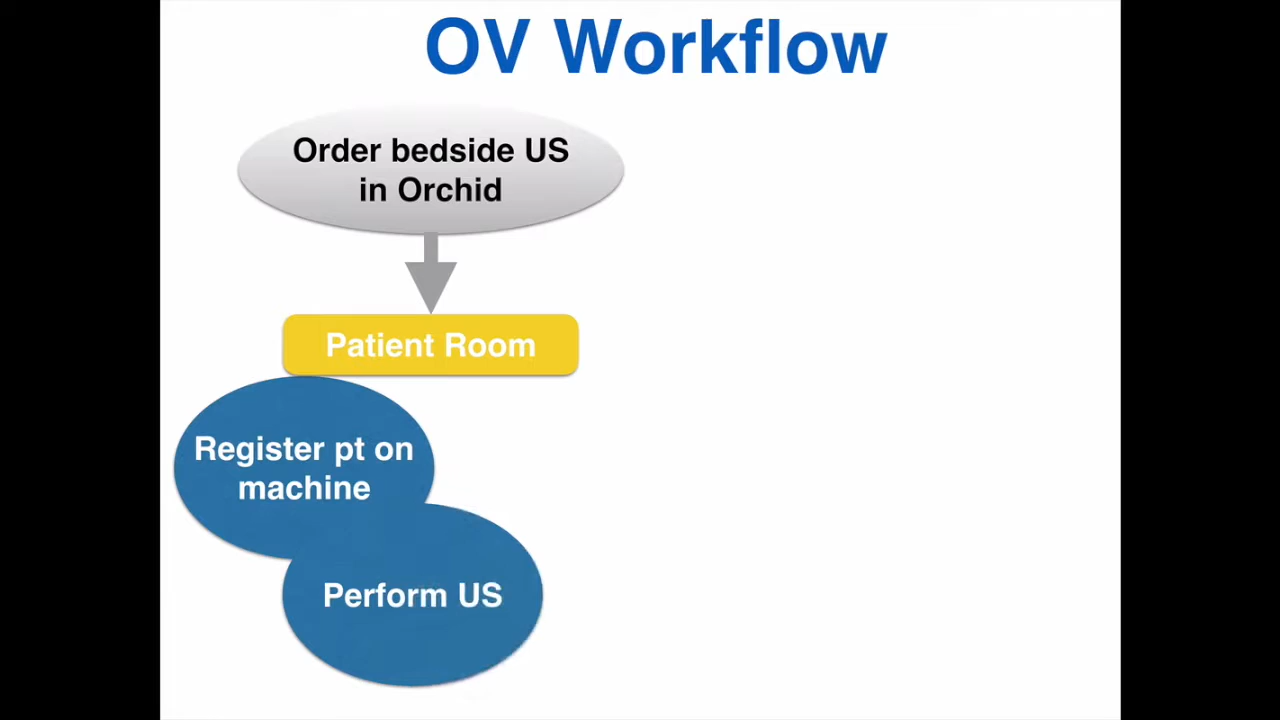 OV Workflow
Order bedside US
in Orchid
Patient Room
Register pt on
machine
Perform US